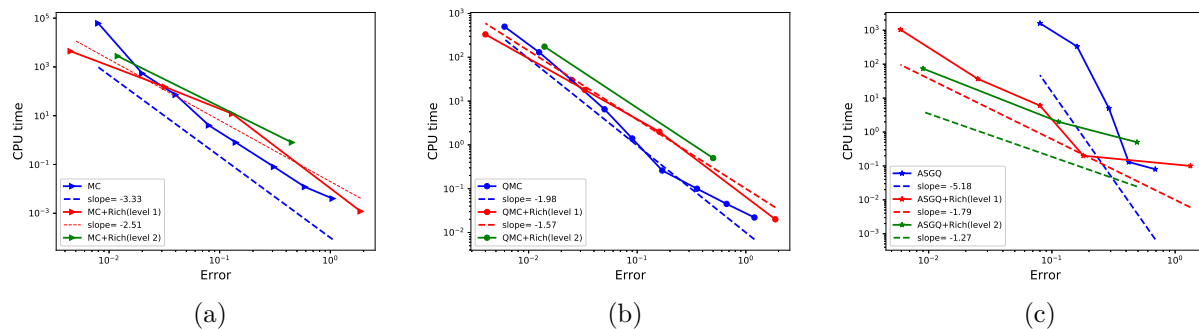 10^5
10^3
10^1
10^-1
10^-3
CPU time
MC
slope= -3.33
MC+Rich(level 1)
slope= -2.51
MC+Rich(level 2)
10^-2
10^-1
10^0
Error
(a)
10^3
10^2
10^1
10^0
10^-1
10^-2
CPU time
QMC
slope= -1.98
QMC+Rich(level 1)
slope= -1.57
QMC+Rich(level 2)
10^-2
10^-1
10^0
Error
(b)
10^3
10^2
10^1
10^0
10^-1
10^-2
10^-3
CPU time
ASGQ
slope= -5.18
ASGQ+Rich(level 1)
slope= -1.79
ASGQ+Rich(level 2)
slope= -1.27
10^-2
10^-1
10^0
Error
(c)